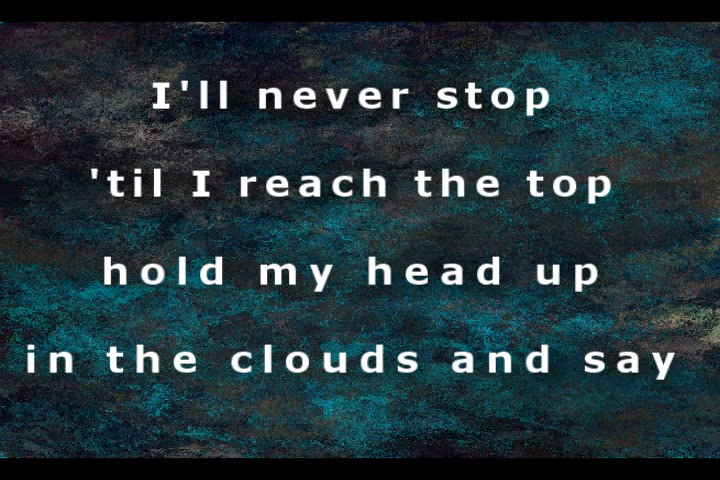 I'll never stop
'til I reach the top
hold my head up
in the clouds and say